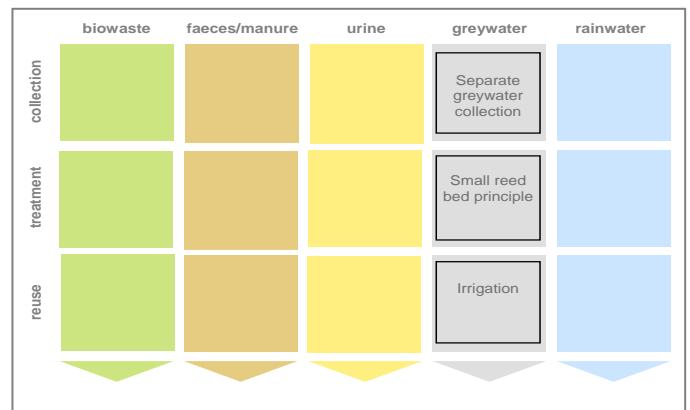 biowaste faeces/manure urine greywater rainwater
collection
Separate
greywater
collection
treatment
Small reed
bed principle
reuse
Irrigation